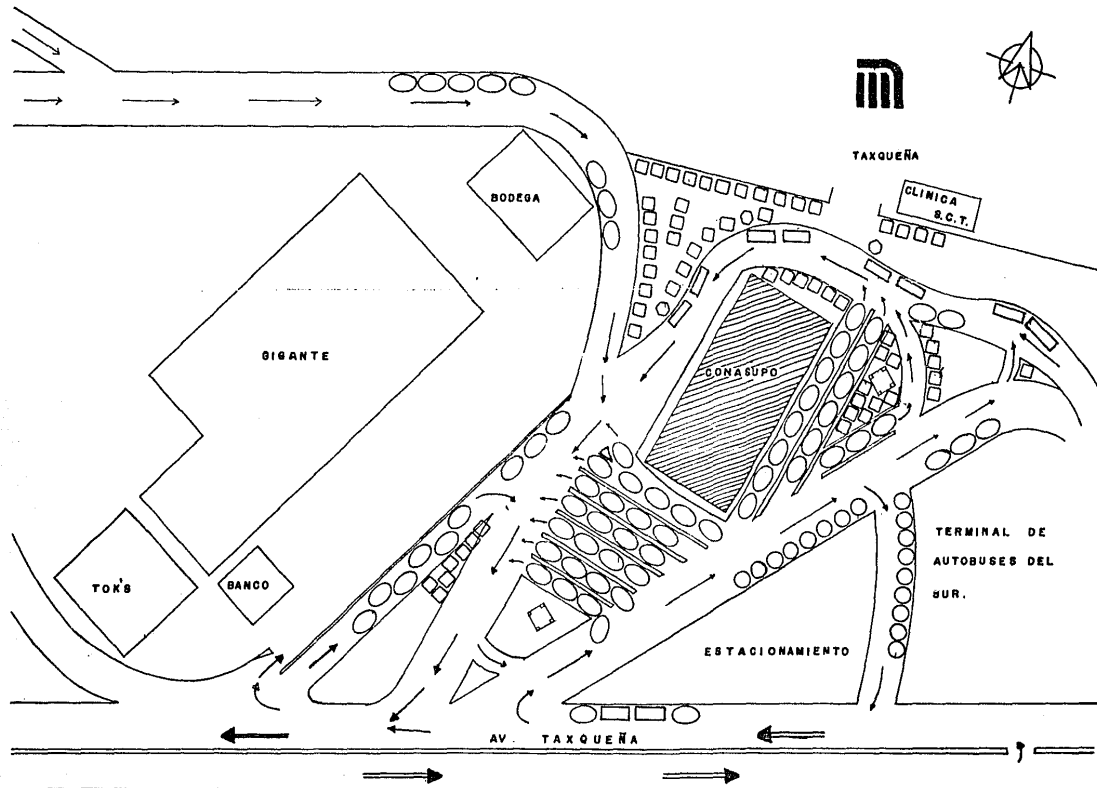 TAXQUEÑA
CLINICA
S.C.T.
BODEGA
GIGANTE
CONASUPO
TERMINAL DE
AUTOBUSES DEL
SUR.
TOK'S
BANCO
ESTACIONAMIENTO
AV. TAXQUEÑA